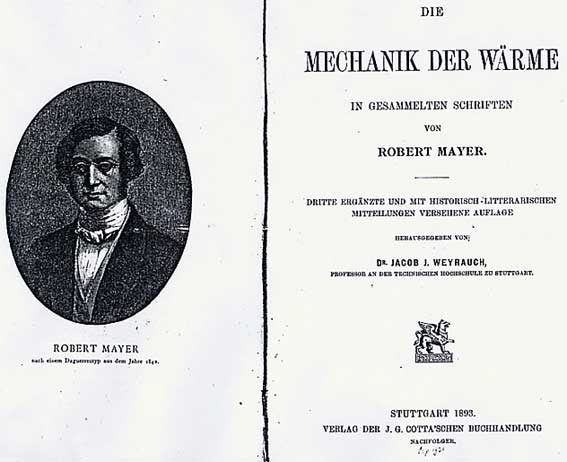 ROBERT MAYER
nach einem Daguerreotyp aus dem Jahre 1842.
DIE
MECHANIK DER WÄRME
IN GESAMMELTEN SCHRIFTEN
VON
ROBERT MAYER.
DRITTE ERGÄNZTE UND MIT HISTORISCH-LITTERARISCHEN
MITTEILUNGEN VERSEHENE AUFLAGE
HERAUSGEGEBEN VON:
DR. JACOB J. WEYRAUCH,
PROFESSOR AN DER TECHNISCHEN HOCHSCHULE ZU STUTTGART.
STUTTGART 1893.
VERLAG DER J. G. COTTA'SCHEN BUCHHANDLUNG
NACHFOLGER.